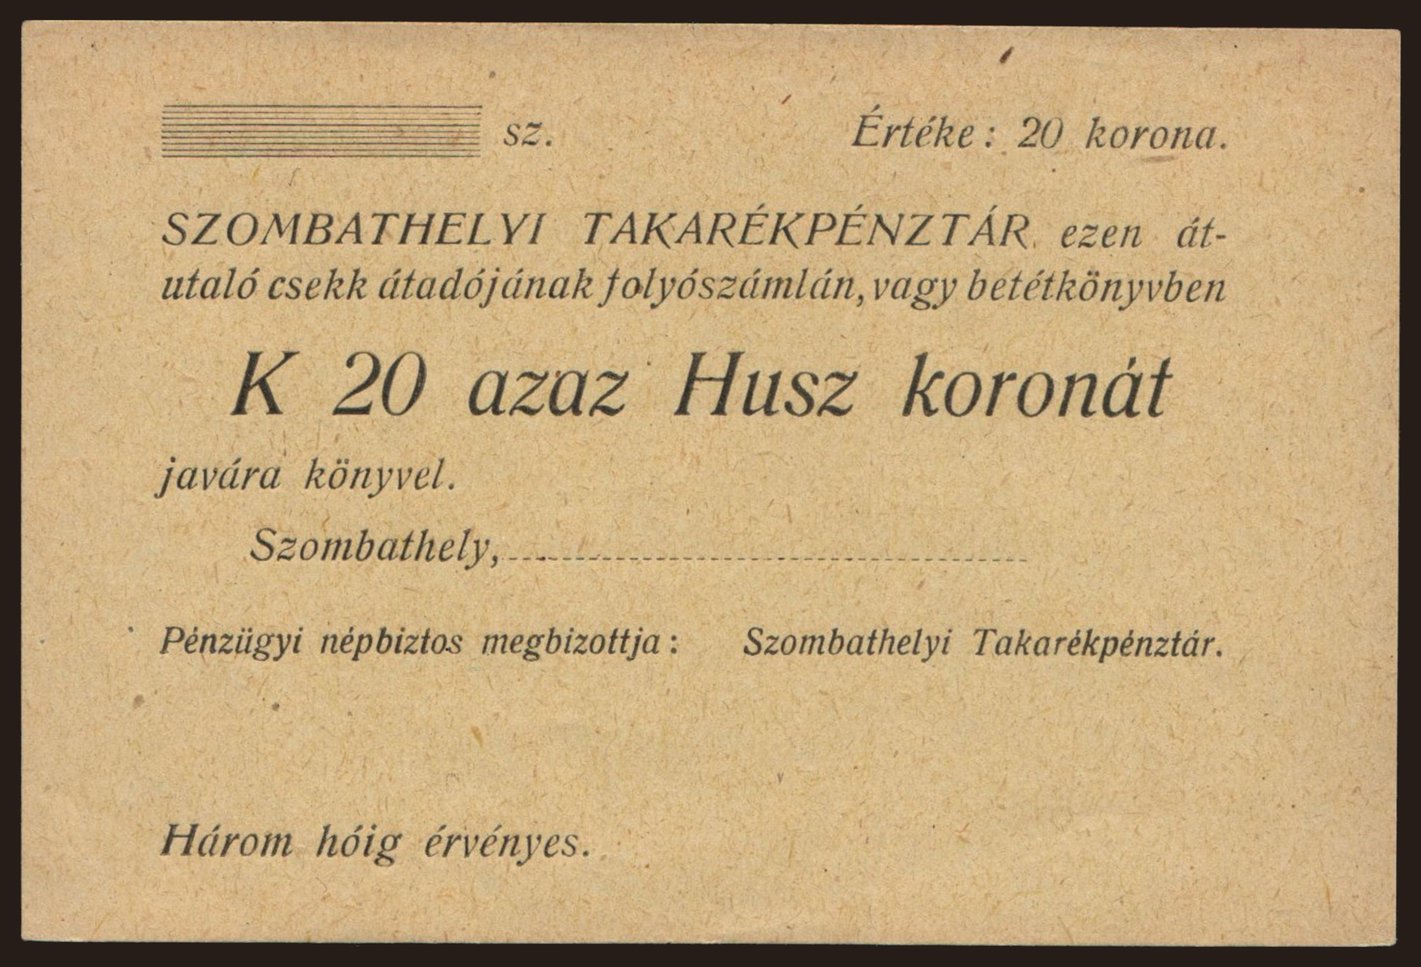 sz. Értéke: 20 korona.
SZOMBATHELYI TAKARÉKPÉNZTÁR ezen át-
utaló csekk átadójának folyószámlán, vagy betétkönyvben
K 20 azaz Husz koronát
javára könyvel.
Szombathely,
Pénzügyi népbiztos megbizottja: Szombathelyi Takarékpénztár.
Három hóig érvényes.